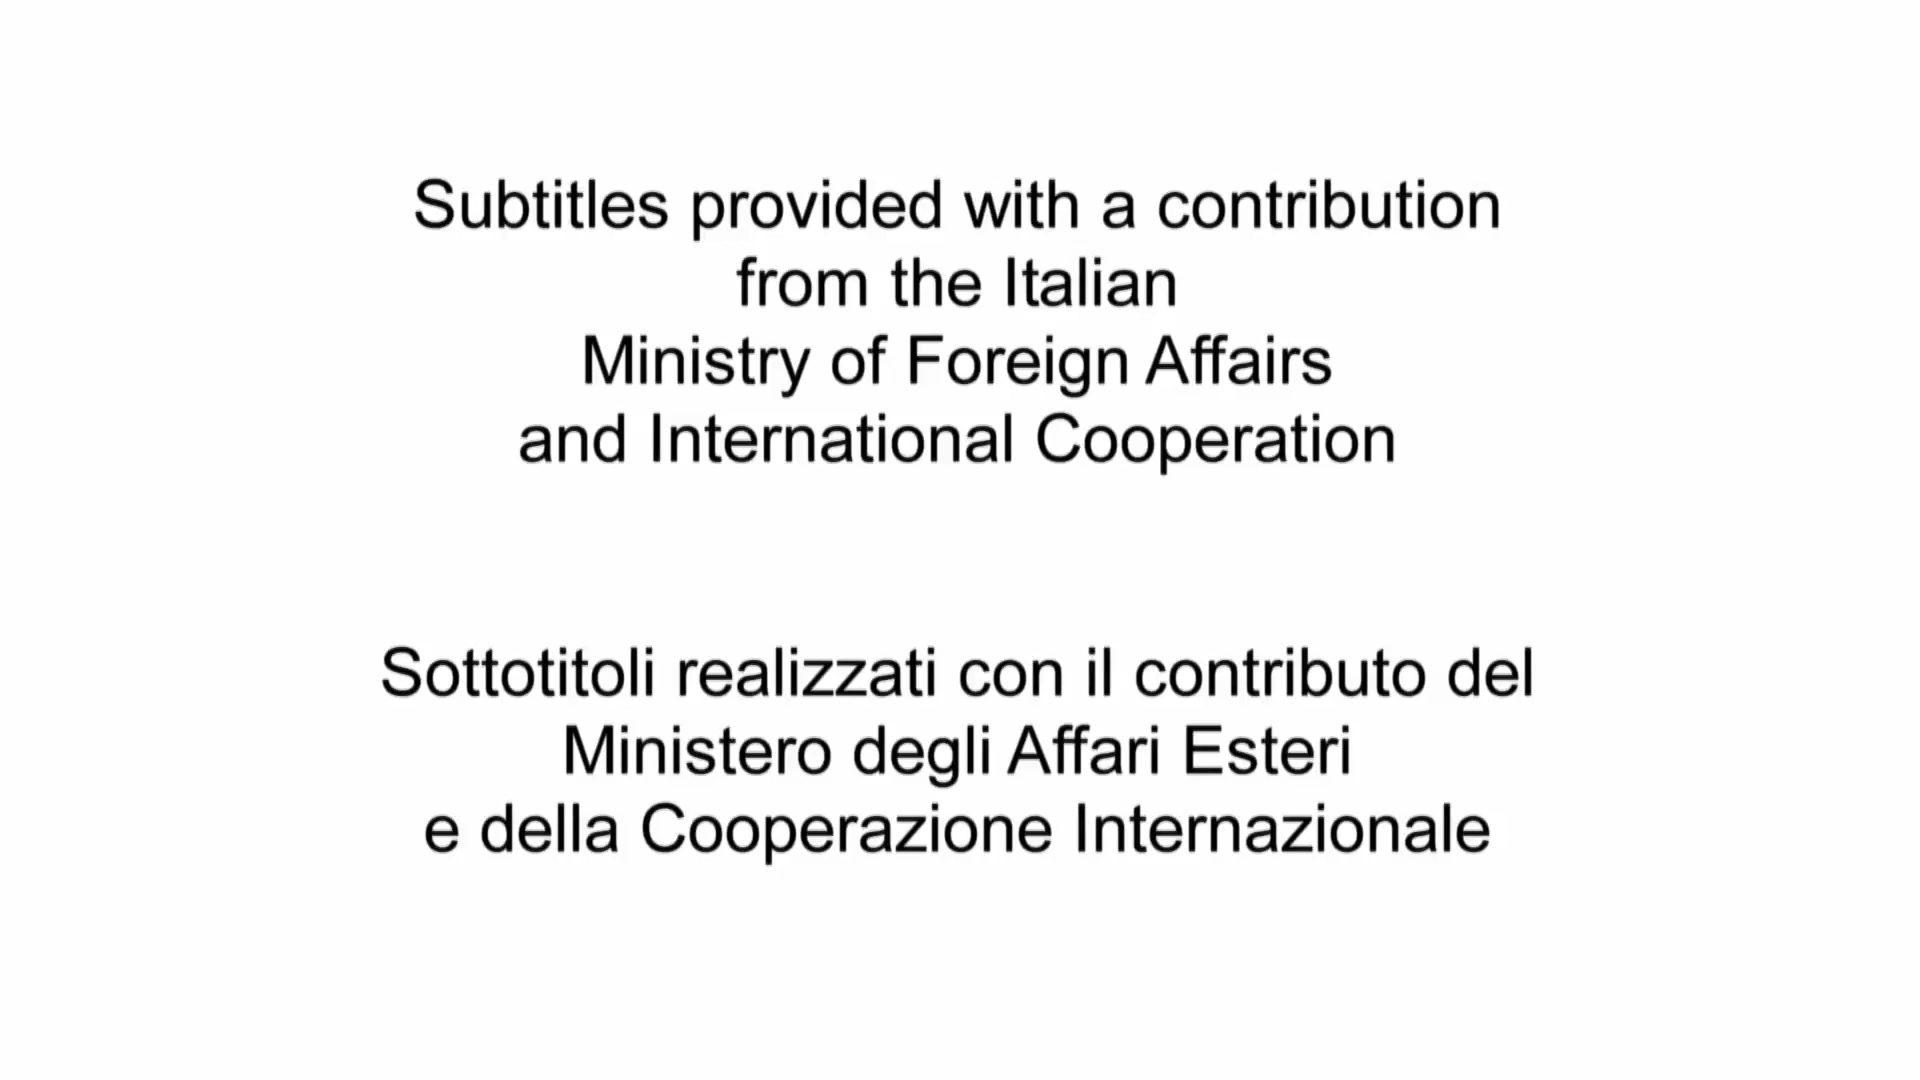 Subtitles provided with a contribution
from the Italian
Ministry of Foreign Affairs
and International Cooperation
Sottotitoli realizzati con il contributo del
Ministero degli Affari Esteri
e della Cooperazione Internazionale